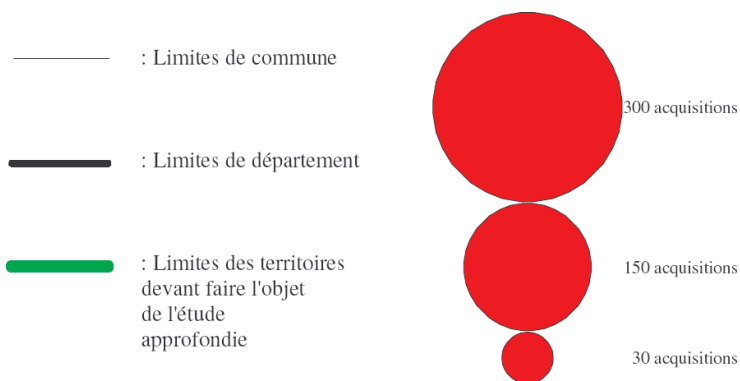 : Limites de commune
: Limites de département
: Limites des territoires
devant faire l'objet
de l'étude
approfondie
300 acquisitions
150 acquisitions
30 acquisitions